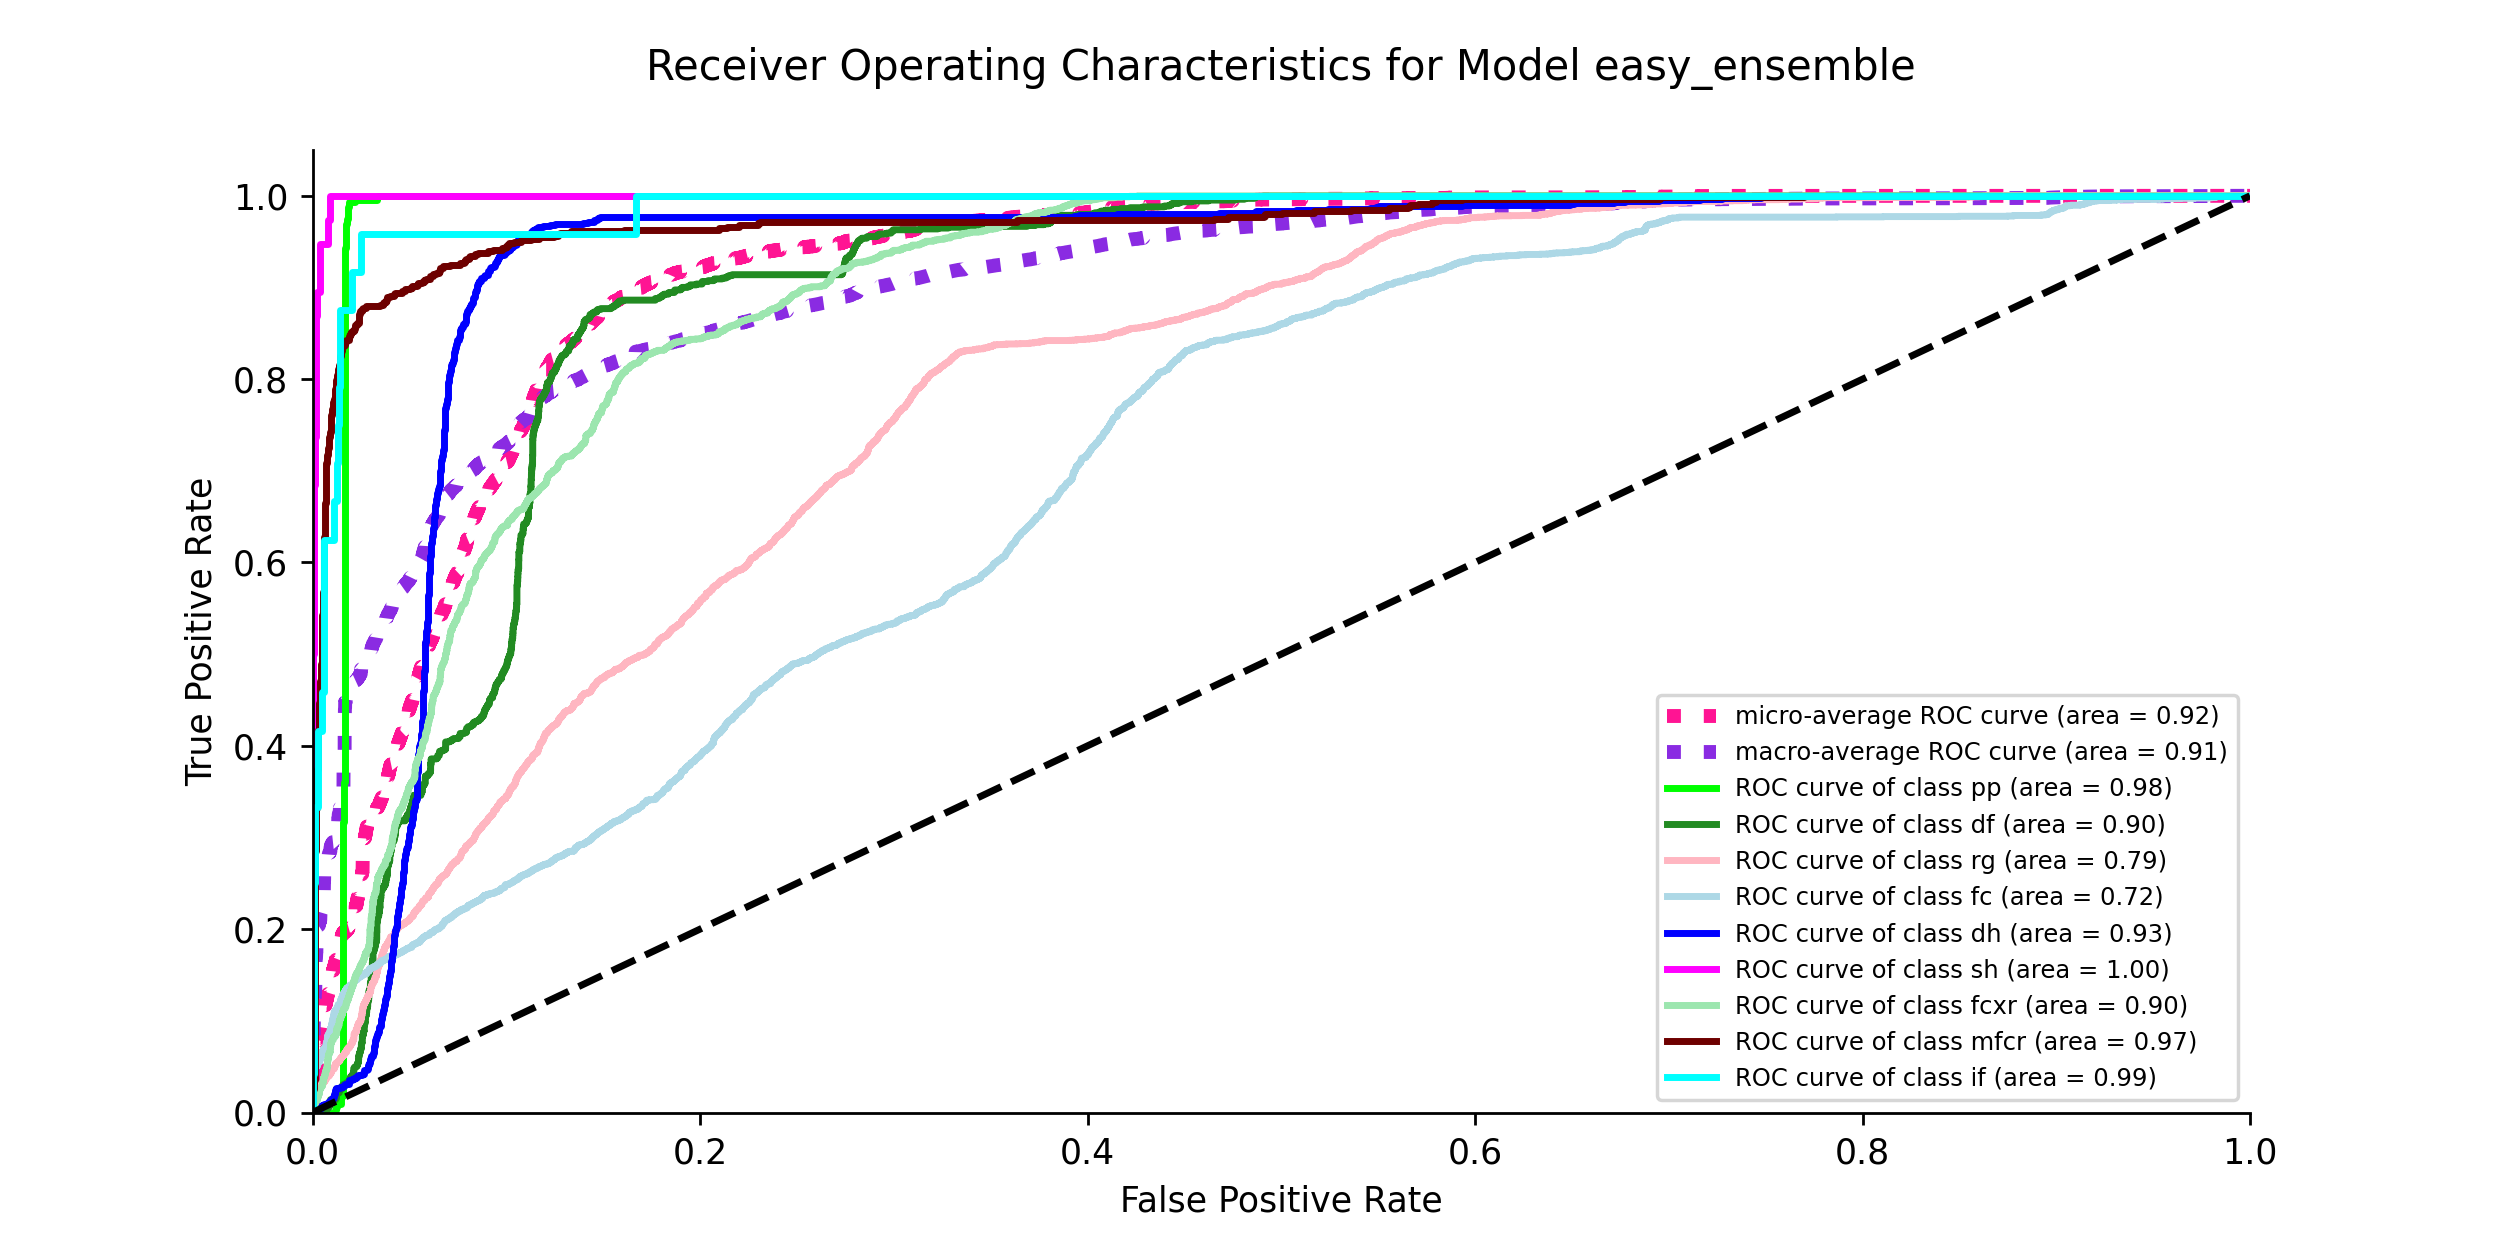 Receiver Operating Characteristics for Model easy_ensemble
True Positive Rate
1.0
0.8
0.6
0.4
0.2
0.0
0.0 0.2 0.4 0.6 0.8 1.0
False Positive Rate
micro-average ROC curve (area = 0.92)
macro-average ROC curve (area = 0.91)
ROC curve of class pp (area = 0.98)
ROC curve of class df (area = 0.90)
ROC curve of class rg (area = 0.79)
ROC curve of class fc (area = 0.72)
ROC curve of class dh (area = 0.93)
ROC curve of class sh (area = 1.00)
ROC curve of class fcxr (area = 0.90)
ROC curve of class mfcr (area = 0.97)
ROC curve of class if (area = 0.99)